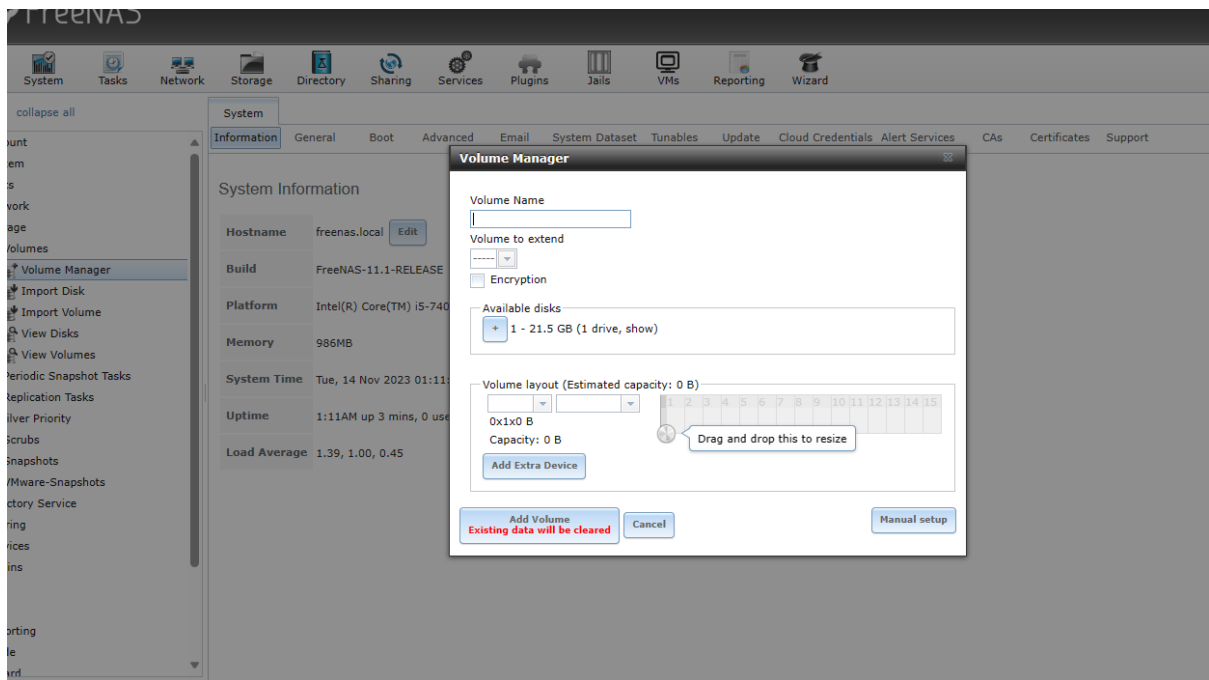 FreeNAS
System Tasks Network Storage Directory Sharing Services Plugins Jails VMs Reporting Wizard
collapse all
System
Information General Boot Advanced Email System Dataset Tunables Update Cloud Credentials Alert Services CAs Certificates Support
ount
em
s
work
age
Volumes
Volume Manager
Import Disk
Import Volume
View Disks
View Volumes
Periodic Snapshot Tasks
Replication Tasks
ilver Priority
Scrubs
Snapshots
VMware-Snapshots
ctory Service
ring
vices
ins
orting
le
ard
System Information
Hostname freenas.local Edit
Build FreeNAS-11.1-RELEASE
Platform Intel(R) Core(TM) i5-740
Memory 986MB
System Time Tue, 14 Nov 2023 01:11:
Uptime 1:11AM up 3 mins, 0 use
Load Average 1.39, 1.00, 0.45
Volume Manager
Volume Name
Volume to extend
-----
Encryption
Available disks
+ 1 - 21.5 GB (1 drive, show)
Volume layout (Estimated capacity: 0 B)
1 2 3 4 5 6 7 8 9 10 11 12 13 14 15
0x1x0 B
Capacity: 0 B
Drag and drop this to resize
Add Extra Device
Add Volume
Existing data will be cleared
Cancel
Manual setup